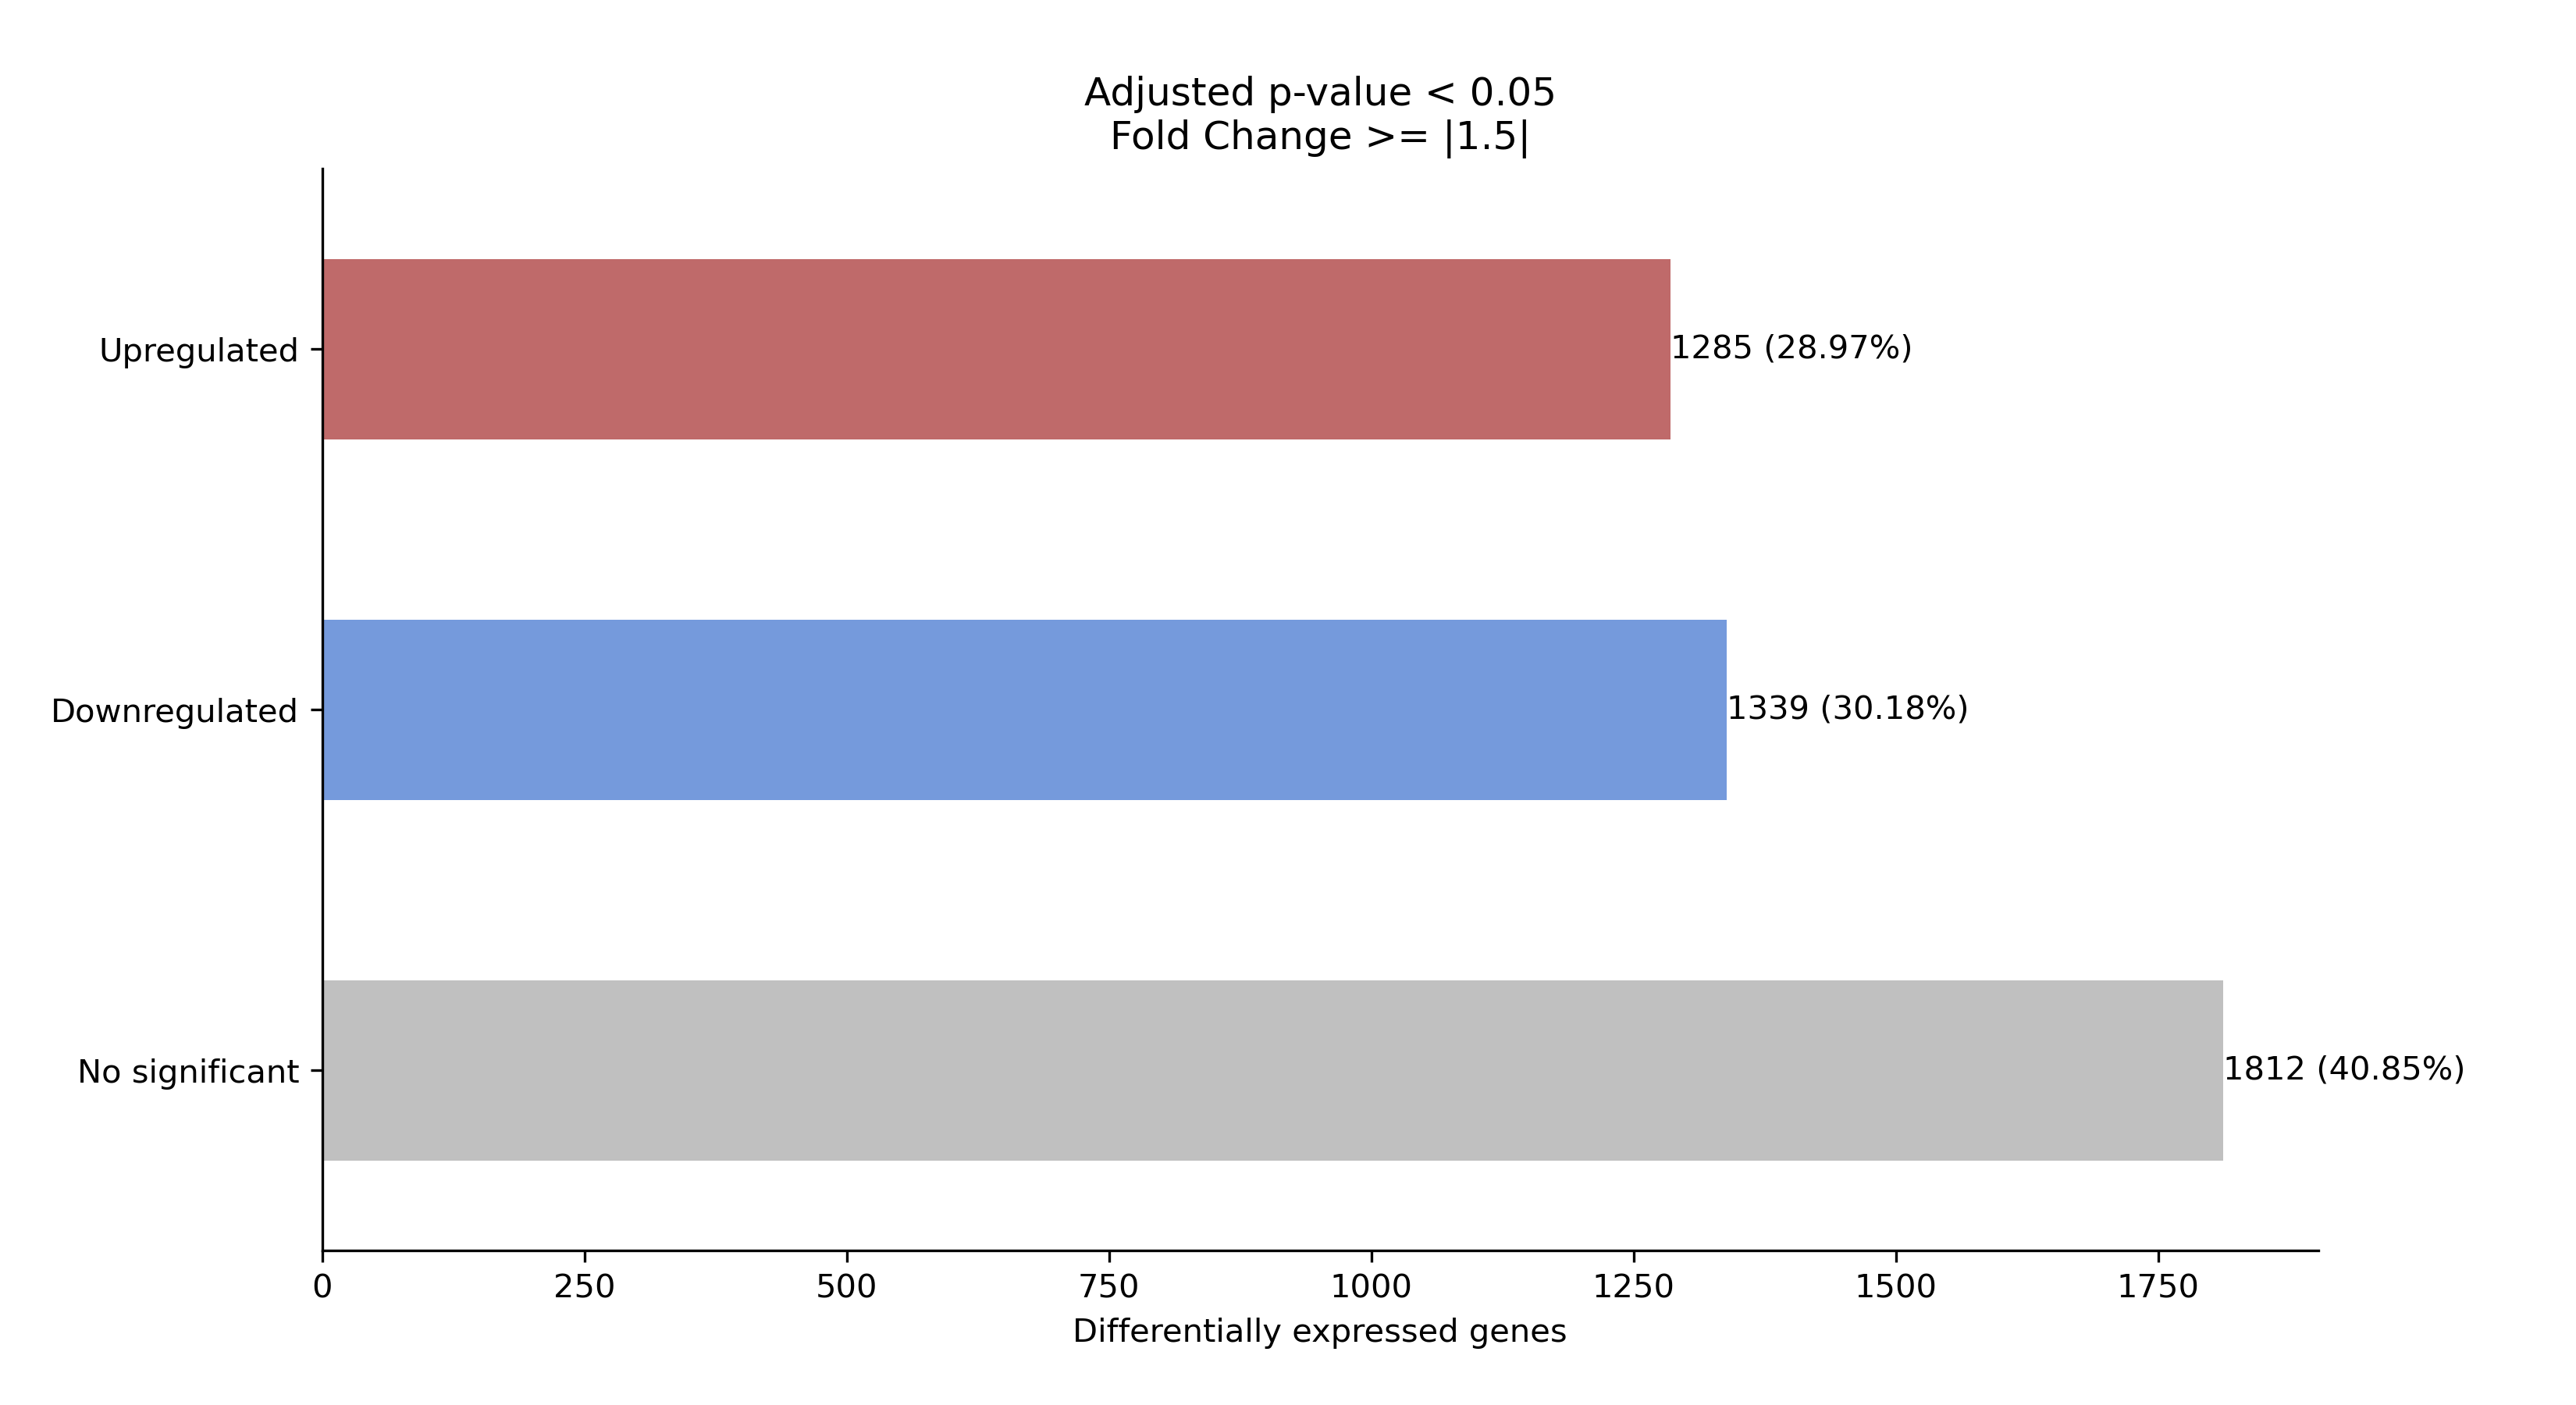 Adjusted p-value < 0.05
Fold Change >= |1.5|
Upregulated
1285 (28.97%)
Downregulated
1339 (30.18%)
No significant
1812 (40.85%)
0 250 500 750 1000 1250 1500 1750
Differentially expressed genes